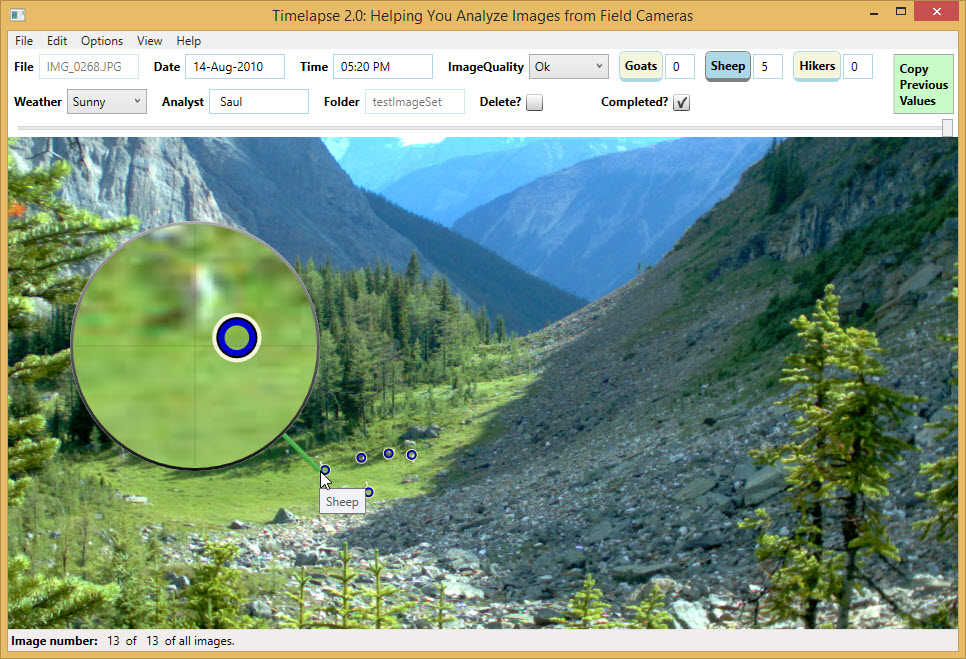 Timelapse 2.0: Helping You Analyze Images from Field Cameras
File Edit Options View Help
File IMG_0268.JPG Date 14-Aug-2010 Time 05:20 PM ImageQuality Ok Goats 0 Sheep 5 Hikers 0
Copy
Previous
Values
Weather Sunny Analyst Saul Folder testImageSet Delete? Completed?
Sheep
Image number: 13 of 13 of all images.